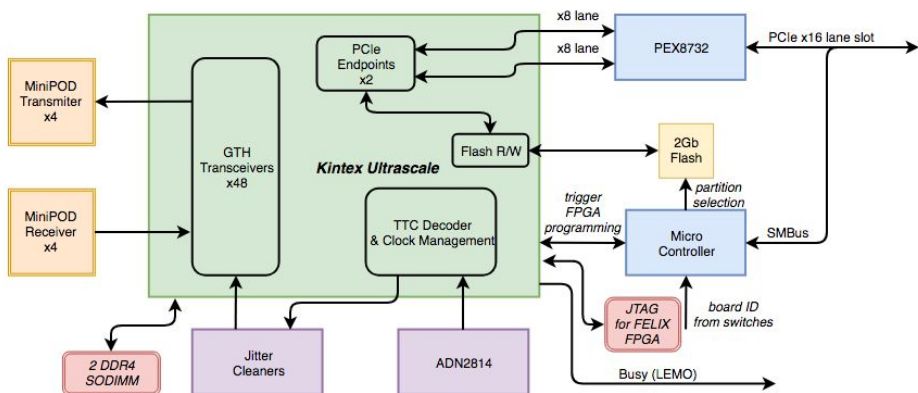 x8 lane
x8 lane
PCIe
Endpoints
x2
PEX8732
PCIe x16 lane slot
MiniPOD
Transmiter
x4
GTH
Transceivers
x48
Flash R/W
2Gb
Flash
Kintex Ultrascale
partition
selection
trigger
FPGA
programming
MiniPOD
Receiver
x4
TTC Decoder
& Clock Management
Micro
Controller
SMBus
JTAG
for FELIX
FPGA
board ID
from switches
2 DDR4
SODIMM
Jitter
Cleaners
ADN2814
Busy (LEMO)